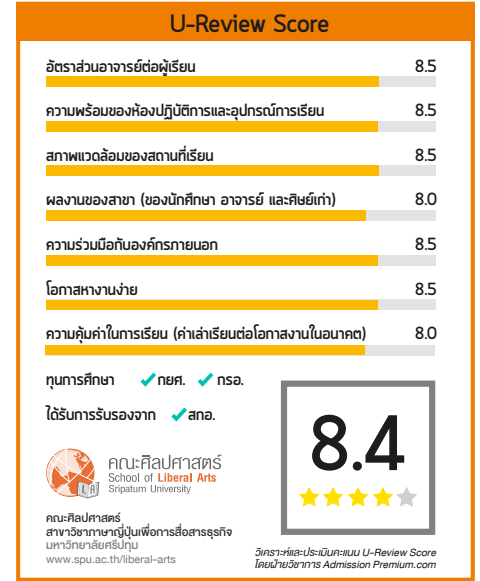 U-Review Score
อัตราส่วนอาจารย์ต่อผู้เรียน 8.5
ความพร้อมของห้องปฏิบัติการและอุปกรณ์การเรียน 8.5
สภาพแวดล้อมของสถานที่เรียน 8.5
ผลงานของสาขา (ของนักศึกษา อาจารย์ และศิษย์เก่า) 8.0
ความร่วมมือกับองค์กรภายนอก 8.5
โอกาสหางานง่าย 8.5
ความคุ้มค่าในการเรียน (ค่าเล่าเรียนต่อโอกาสงานในอนาคต) 8.0
ทุนการศึกษา ✓กยศ. ✓ กรอ.
ได้รับการรับรองจาก ✓สกอ.
8.4
LA
คณะศิลปศาสตร์
School of Liberal Arts
Sripatum University
คณะศิลปศาสตร์
สาขาวิชาภาษาญี่ปุ่นเพื่อการสื่อสารธุรกิจ
มหาวิทยาลัยศรีปทุม
www.spu.ac.th/liberal-arts
วิเคราะห์และประเมินคะแนน U-Review Score
โดยฝ่ายวิชาการ Admission Premium.com